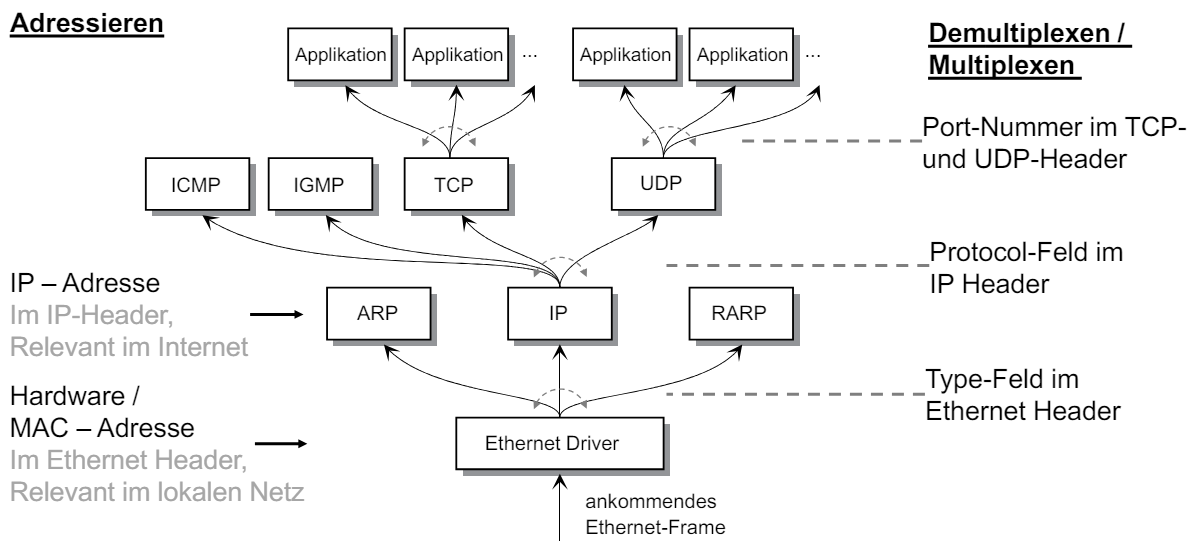 Adressieren
Demultiplexen /
Multiplexen
Applikation
Applikation
...
Applikation
Applikation
...
Port-Nummer im TCP-
und UDP-Header
ICMP
IGMP
TCP
UDP
Protocol-Feld im
IP Header
IP – Adresse
Im IP-Header,
Relevant im Internet
ARP
IP
RARP
Type-Feld im
Ethernet Header
Hardware /
MAC – Adresse
Im Ethernet Header,
Relevant im lokalen Netz
Ethernet Driver
ankommendes
Ethernet-Frame